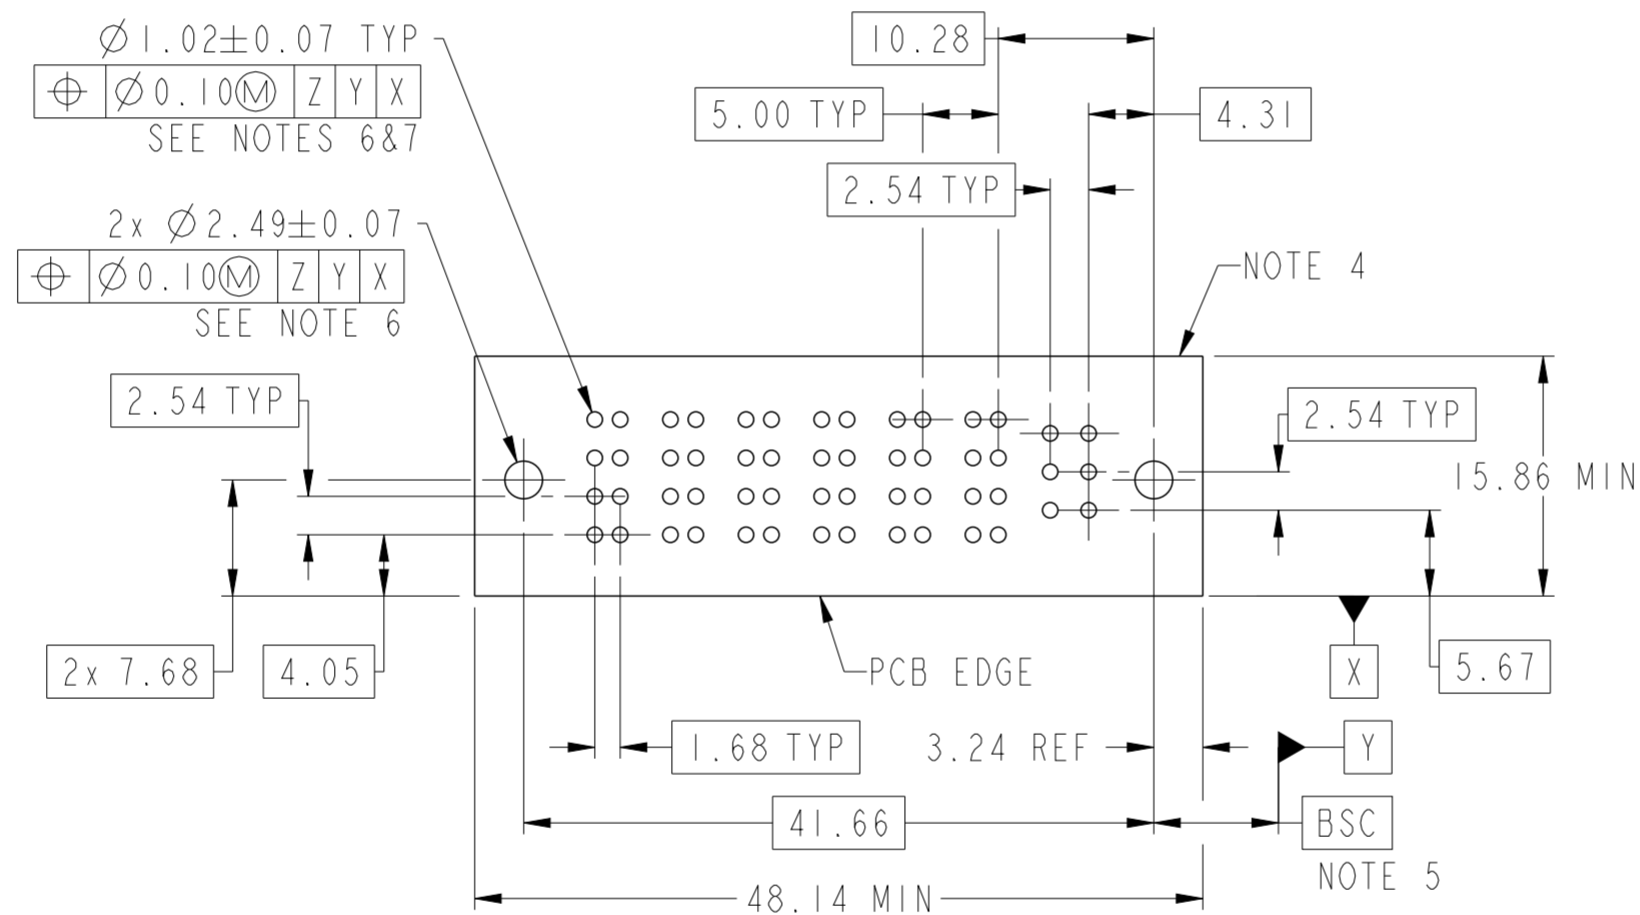 Ø1.02±0.07 TYP
⌖ Ø0.10Ⓜ Z Y X
SEE NOTES 6&7
2x Ø2.49±0.07
⌖ Ø0.10Ⓜ Z Y X
SEE NOTE 6
10.28
5.00 TYP
4.31
2.54 TYP
NOTE 4
2.54 TYP
2.54 TYP
15.86 MIN
2x 7.68
4.05
PCB EDGE
X
5.67
1.68 TYP
3.24 REF
Y
41.66
BSC
NOTE 5
48.14 MIN